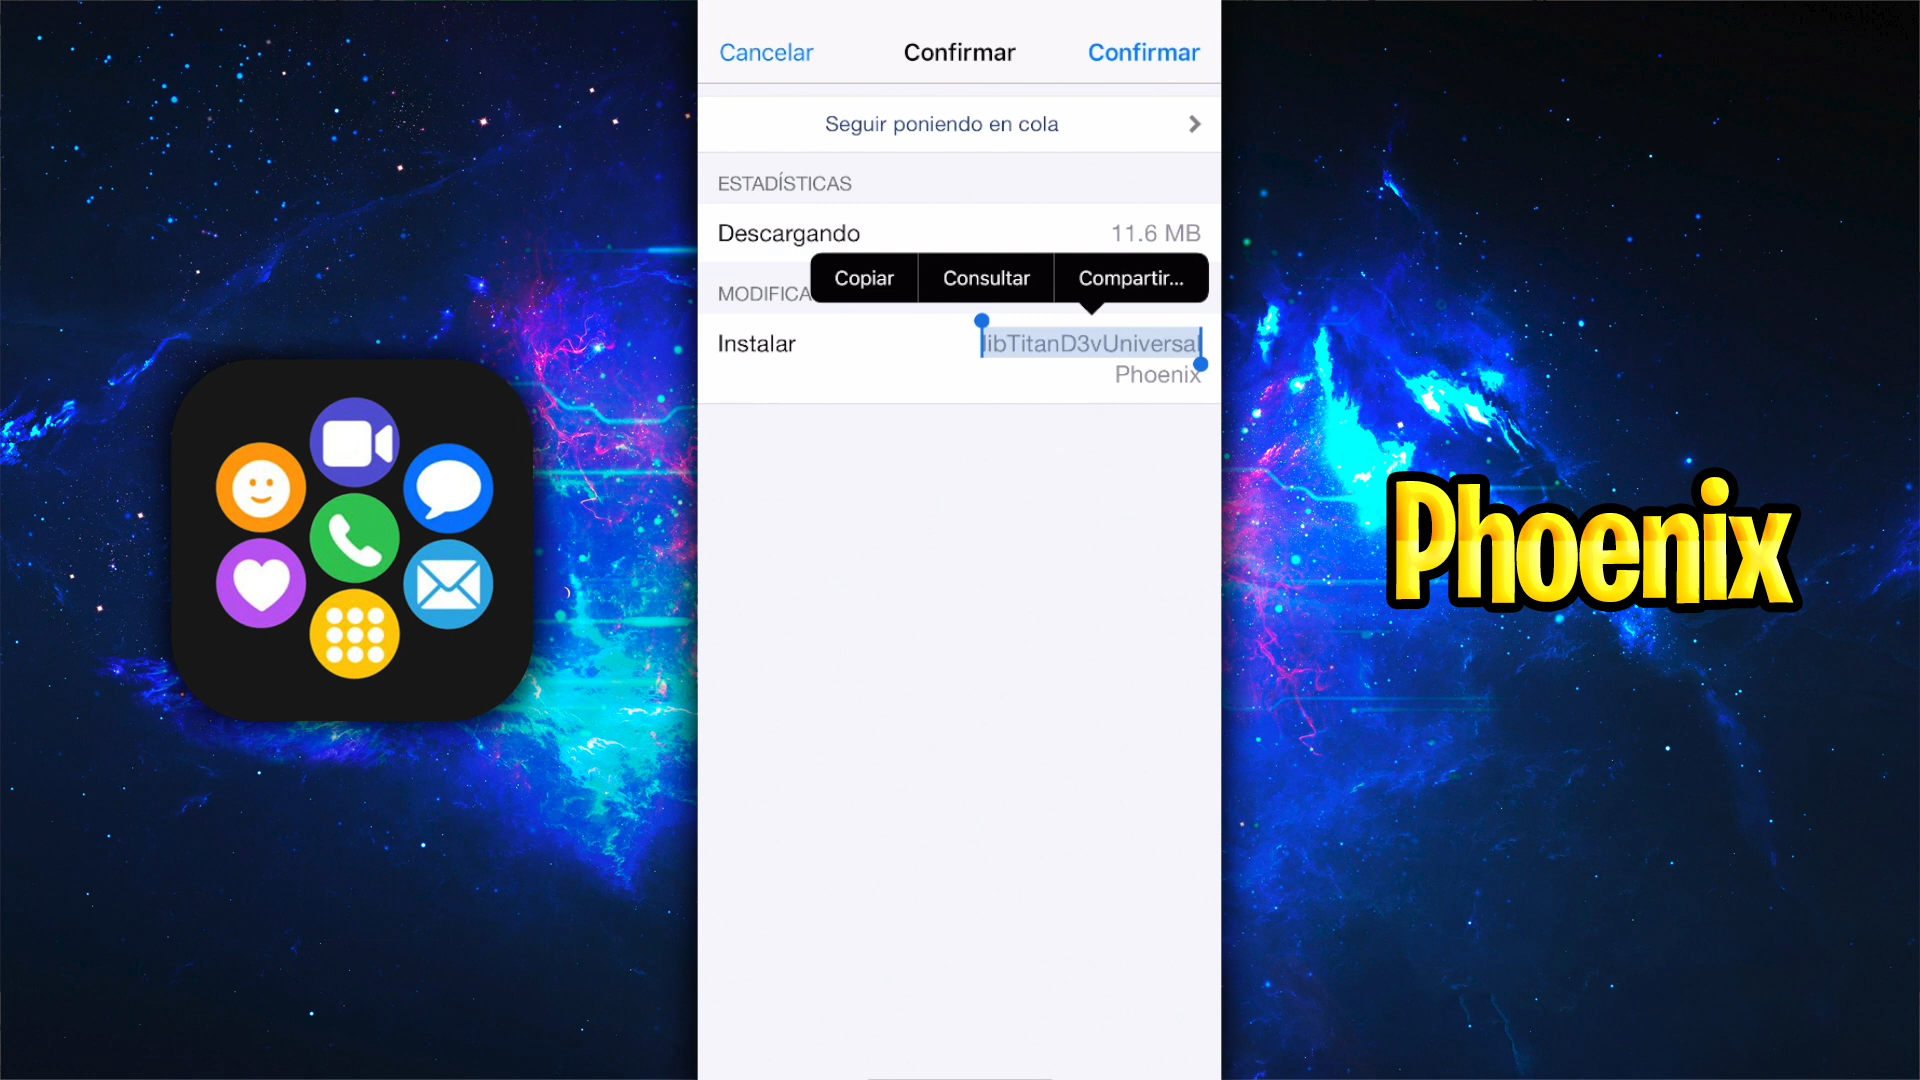 Cancelar
Confirmar
Confirmar
Seguir poniendo en cola
ESTADÍSTICAS
Descargando
11.6 MB
Copiar
Consultar
Compartir...
MODIFICA
Instalar
libTitanD3vUniversal
Phoenix
Phoenix